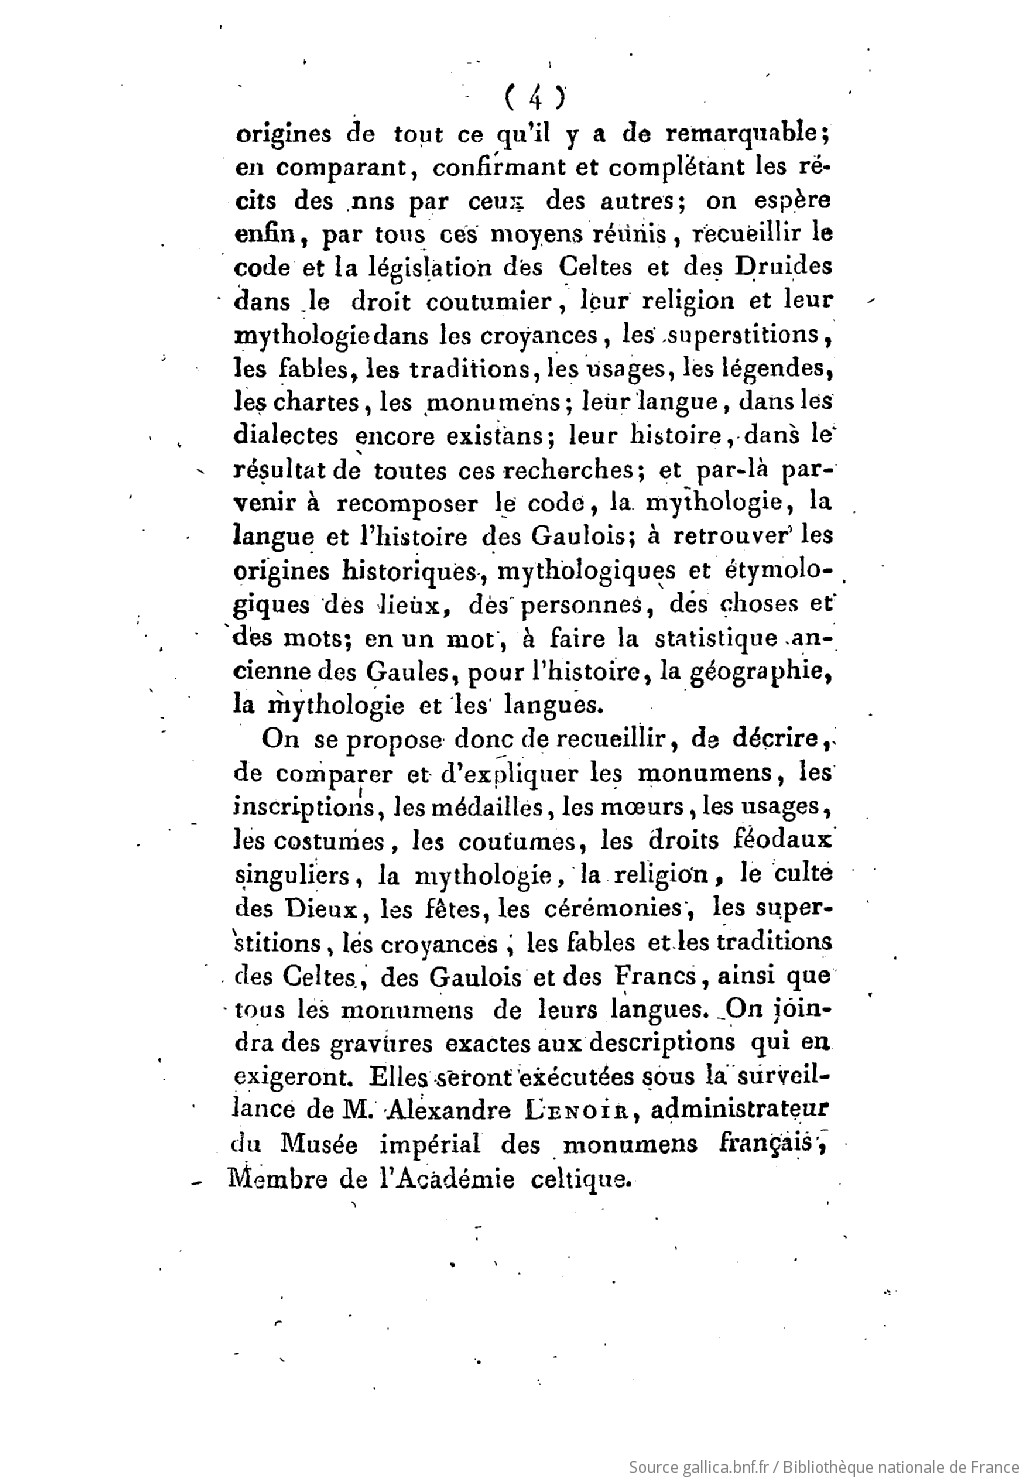 ( 4 )
origines de tout ce qu'il y a de remarquable;
en comparant, confirmant et complétant les ré-
cits des uns par ceux des autres; on espère
enfin, par tous ces moyens réunis, recueillir le
code et la législation des Celtes et des Druides
dans le droit coutumier, leur religion et leur
mythologie dans les croyances, les superstitions,
les fables, les traditions, les usages, les légendes,
les chartes, les monumens; leur langue, dans les
dialectes encore existans; leur histoire, dans le
résultat de toutes ces recherches; et par-là par-
venir à recomposer le code, la mythologie, la
langue et l'histoire des Gaulois; à retrouver les
origines historiques, mythologiques et étymolo-
giques des lieux, des personnes, des choses et
des mots; en un mot, à faire la statistique an-
cienne des Gaules, pour l'histoire, la géographie,
la mythologie et les langues.
On se propose donc de recueillir, de décrire,
de comparer et d'expliquer les monumens, les
inscriptions, les médailles, les mœurs, les usages,
les costumes, les coutumes, les droits féodaux
singuliers, la mythologie, la religion, le culte
des Dieux, les fêtes, les cérémonies, les super-
stitions, les croyances, les fables et les traditions
des Celtes, des Gaulois et des Francs, ainsi que
tous les monumens de leurs langues. On join-
dra des gravures exactes aux descriptions qui en
exigeront. Elles seront exécutées sous la surveil-
lance de M. Alexandre LENOIR, administrateur
du Musée impérial des monumens français,
Membre de l'Académie celtique.
Source gallica.bnf.fr / Bibliothèque nationale de France